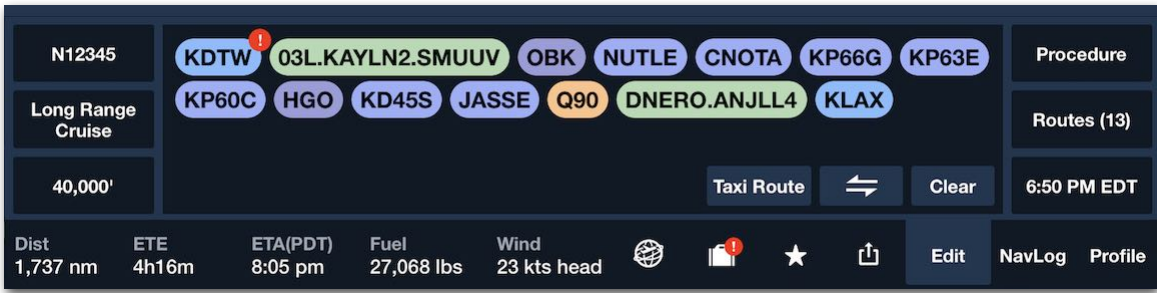 N12345
KDTW ! 03L.KAYLN2.SMUUV OBK NUTLE CNOTA KP66G KP63E
Procedure
Long Range
Cruise
KP60C HGO KD45S JASSE Q90 DNERO.ANJLL4 KLAX
Routes (13)
40,000'
Taxi Route Clear
6:50 PM EDT
Dist ETE ETA(PDT) Fuel Wind
1,737 nm 4h16m 8:05 pm 27,068 lbs 23 kts head ! Edit NavLog Profile